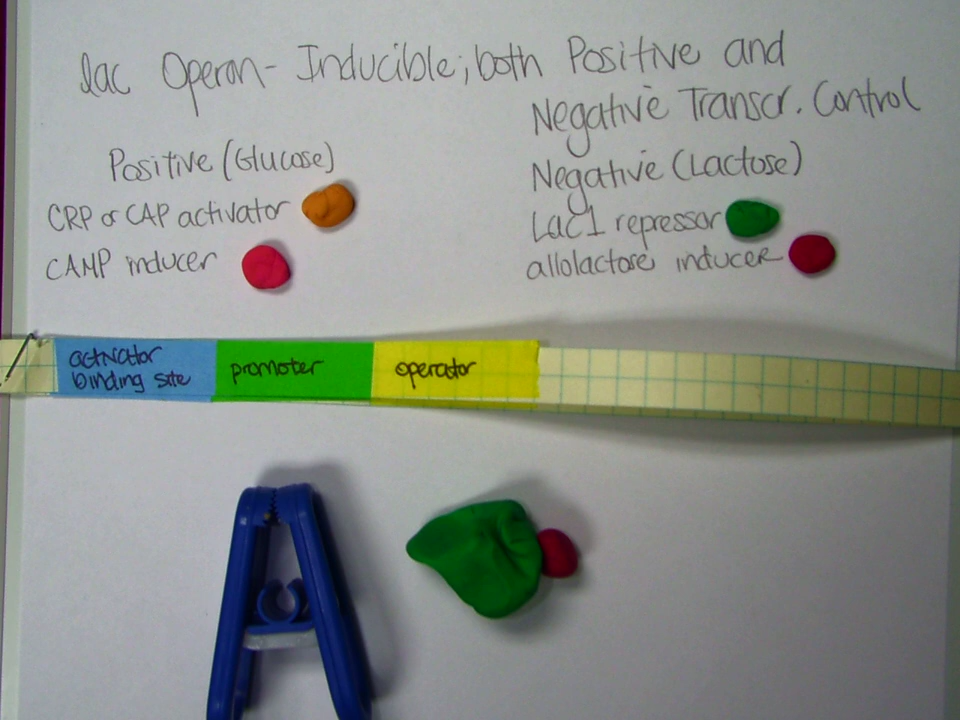 lac Operon- Inducible; both Positive and
Negative Transcr. Control
Positive (Glucose)
CRP or CAP activator
CAMP inducer
Negative (Lactose)
Lac1 repressor
allolactose inducer
activator
binding site
promoter
operator